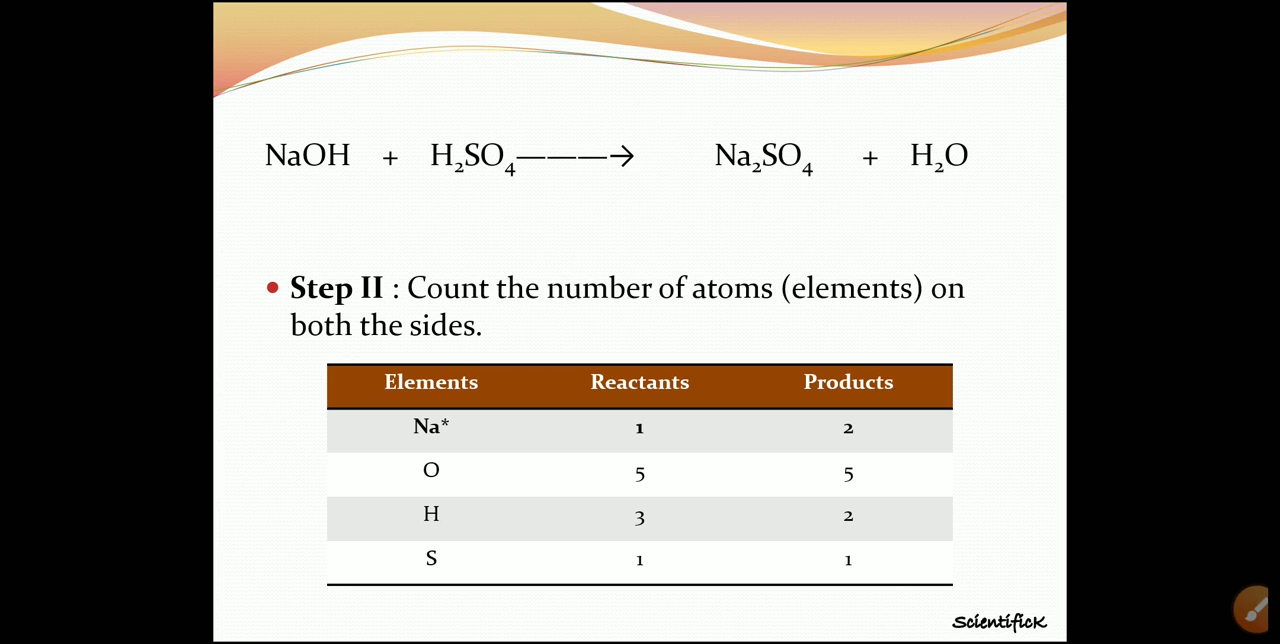 NaOH + H₂SO₄———→ Na₂SO₄ + H₂O
• Step II : Count the number of atoms (elements) on
both the sides.
Elements Reactants Products
Na* 1 2
O 5 5
H 3 2
S 1 1
ScientificK